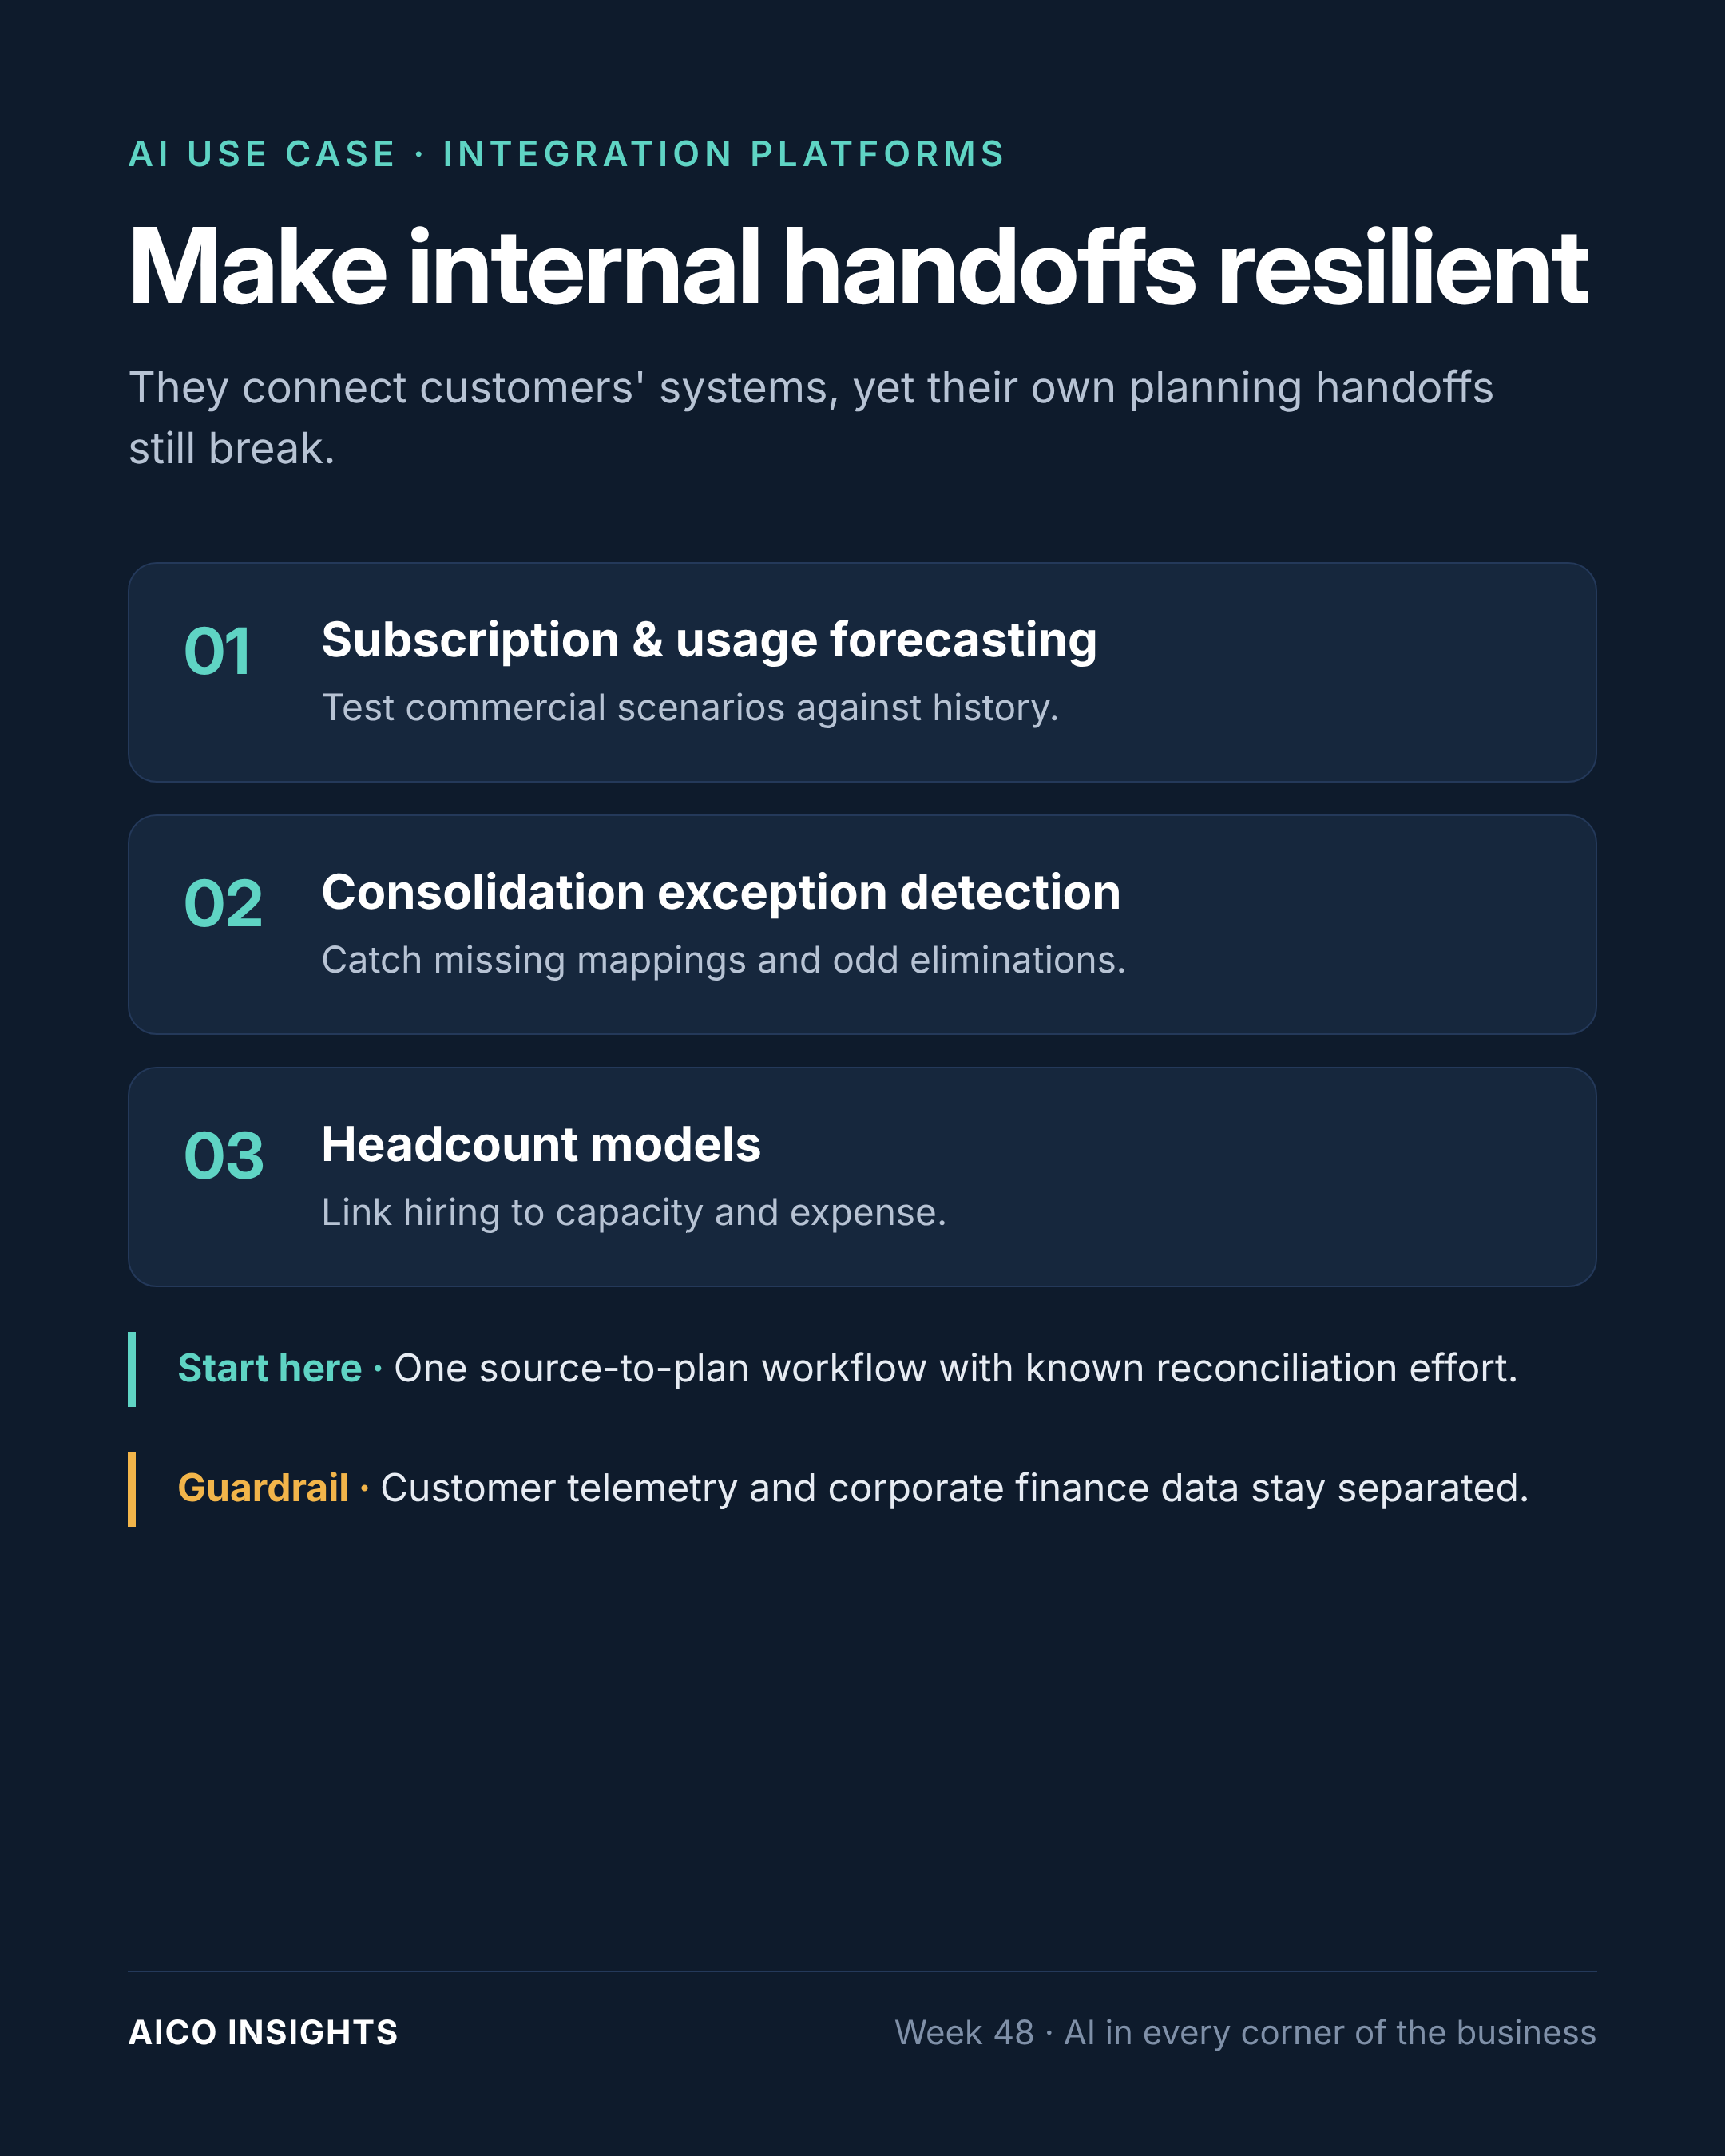 AI USE CASE · INTEGRATION PLATFORMS
Make internal handoffs resilient
They connect customers' systems, yet their own planning handoffs
still break.
01
Subscription & usage forecasting
Test commercial scenarios against history.
02
Consolidation exception detection
Catch missing mappings and odd eliminations.
03
Headcount models
Link hiring to capacity and expense.
Start here · One source-to-plan workflow with known reconciliation effort.
Guardrail · Customer telemetry and corporate finance data stay separated.
AICO INSIGHTS
Week 48 · AI in every corner of the business